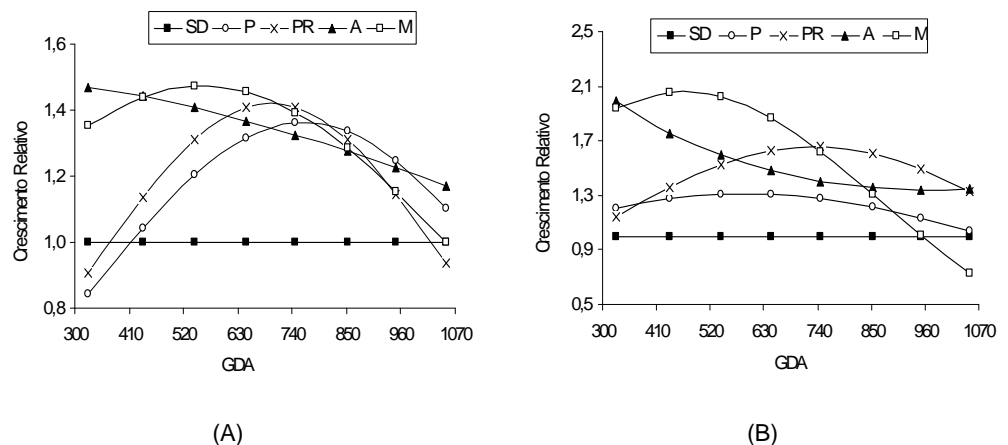 SD P PR A M
1,6
1,4
1,2
1,0
0,8
Crescimento Relativo
300 410 520 630 740 850 960 1070
GDA
(A)
SD P PR A M
2,5
2,1
1,7
1,3
0,9
0,5
Crescimento Relativo
300 410 520 630 740 850 960 1070
GDA
(B)